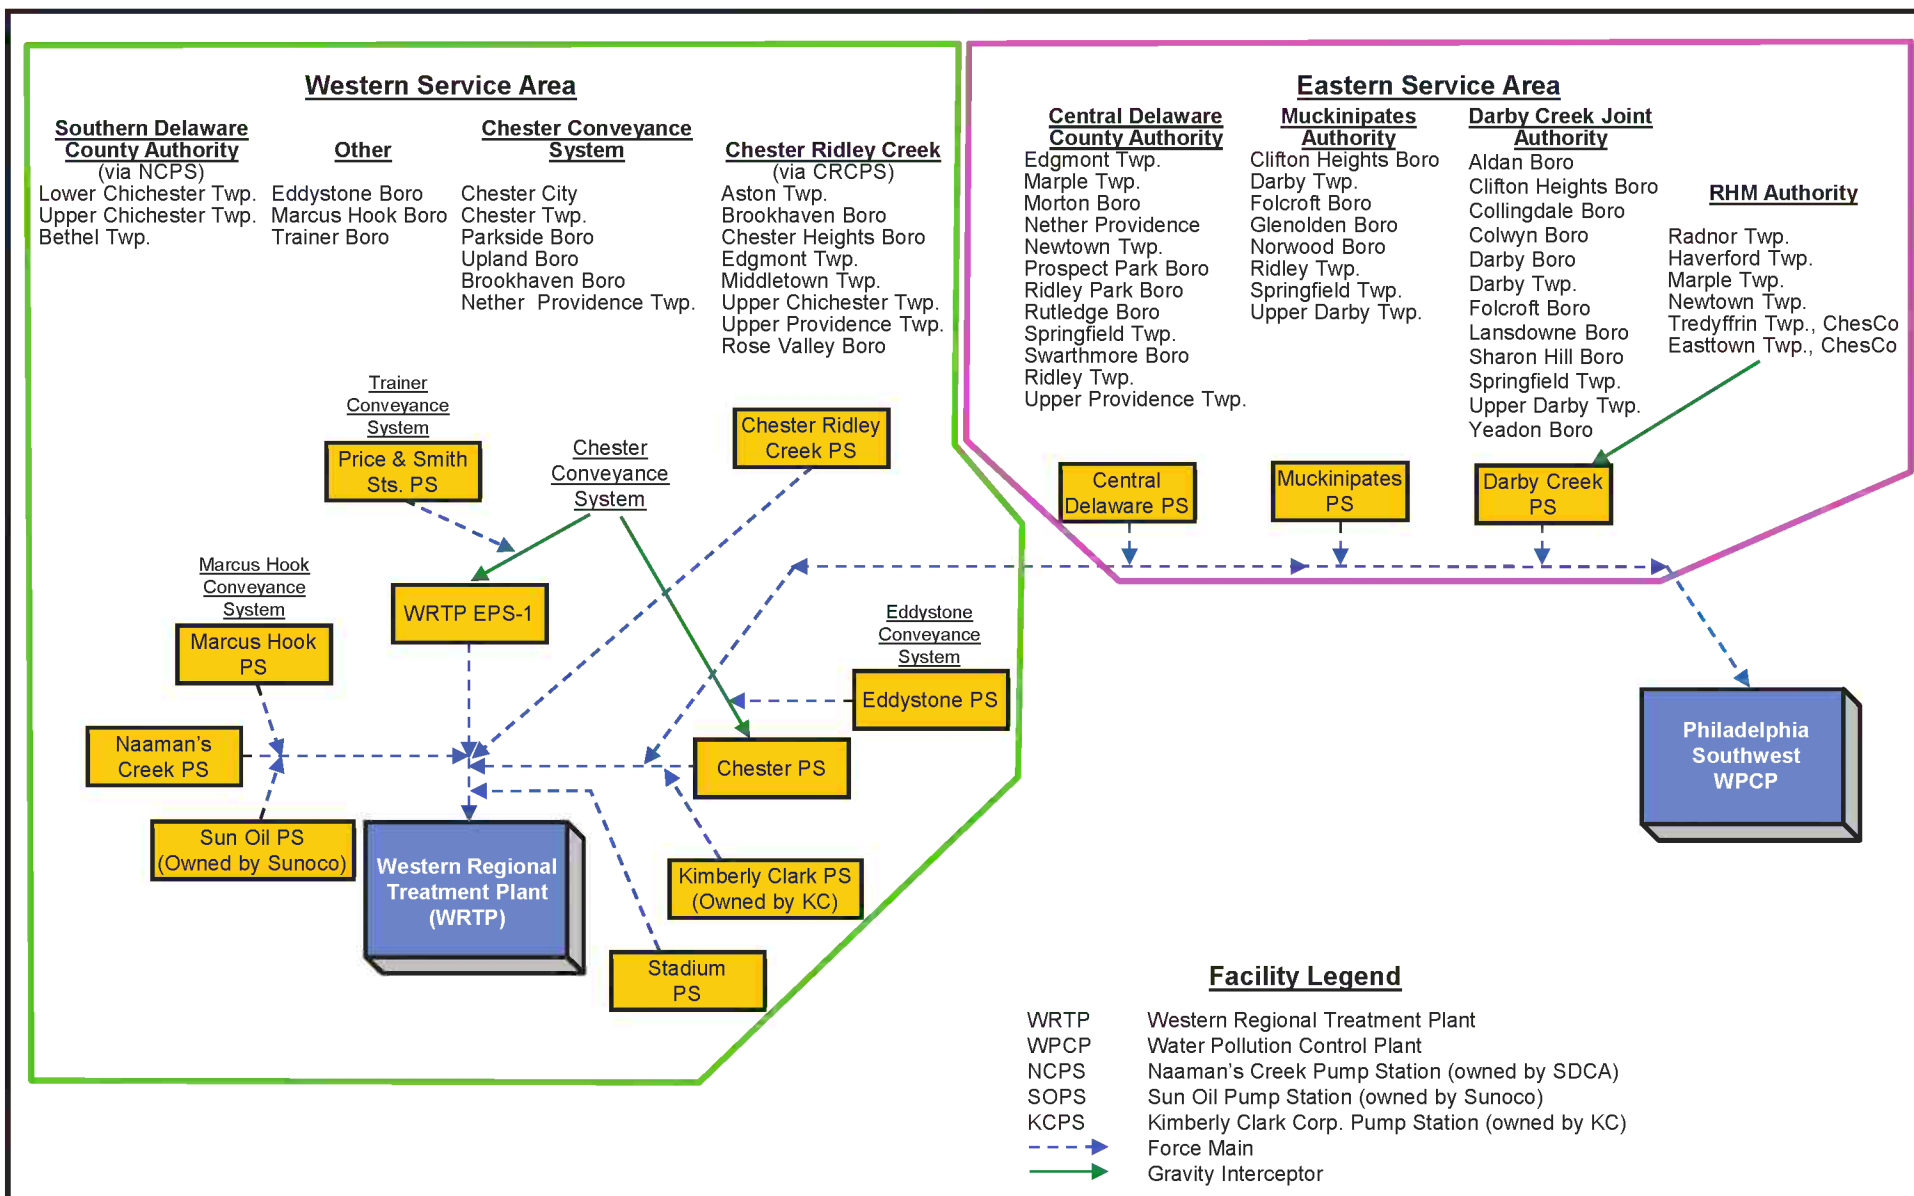 Western Service Area
Southern Delaware
County Authority
(via NCPS)
Lower Chichester Twp.
Upper Chichester Twp.
Bethel Twp.
Other
Eddystone Boro
Marcus Hook Boro
Trainer Boro
Chester Conveyance
System
Chester City
Chester Twp.
Parkside Boro
Upland Boro
Brookhaven Boro
Nether Providence Twp.
Chester Ridley Creek
(via CRCPS)
Aston Twp.
Brookhaven Boro
Chester Heights Boro
Edgmont Twp.
Middletown Twp.
Upper Chichester Twp.
Upper Providence Twp.
Rose Valley Boro
Eastern Service Area
Central Delaware
County Authority
Edgmont Twp.
Marple Twp.
Morton Boro
Nether Providence
Newtown Twp.
Prospect Park Boro
Ridley Park Boro
Rutledge Boro
Springfield Twp.
Swarthmore Boro
Ridley Twp.
Upper Providence Twp.
Muckinipates
Authority
Clifton Heights Boro
Darby Twp.
Folcroft Boro
Glenolden Boro
Norwood Boro
Ridley Twp.
Springfield Twp.
Upper Darby Twp.
Darby Creek Joint
Authority
Aldan Boro
Clifton Heights Boro
Collingdale Boro
Colwyn Boro
Darby Boro
Darby Twp.
Folcroft Boro
Lansdowne Boro
Sharon Hill Boro
Springfield Twp.
Upper Darby Twp.
Yeadon Boro
RHM Authority
Radnor Twp.
Haverford Twp.
Marple Twp.
Newtown Twp.
Tredyffrin Twp., ChesCo
Easttown Twp., ChesCo
Trainer
Conveyance
System
Price & Smith
Sts. PS
Chester
Conveyance
System
Chester Ridley
Creek PS
Central
Delaware PS
Muckinipates
PS
Darby Creek
PS
Marcus Hook
Conveyance
System
Marcus Hook
PS
WRTP EPS-1
Eddystone
Conveyance
System
Eddystone PS
Naaman's
Creek PS
Chester PS
Sun Oil PS
(Owned by Sunoco)
Western Regional
Treatment Plant
(WRTP)
Kimberly Clark PS
(Owned by KC)
Stadium
PS
Philadelphia
Southwest
WPCP
Facility Legend
WRTP Western Regional Treatment Plant
WPCP Water Pollution Control Plant
NCPS Naaman's Creek Pump Station (owned by SDCA)
SOPS Sun Oil Pump Station (owned by Sunoco)
KCPS Kimberly Clark Corp. Pump Station (owned by KC)
Force Main
Gravity Interceptor